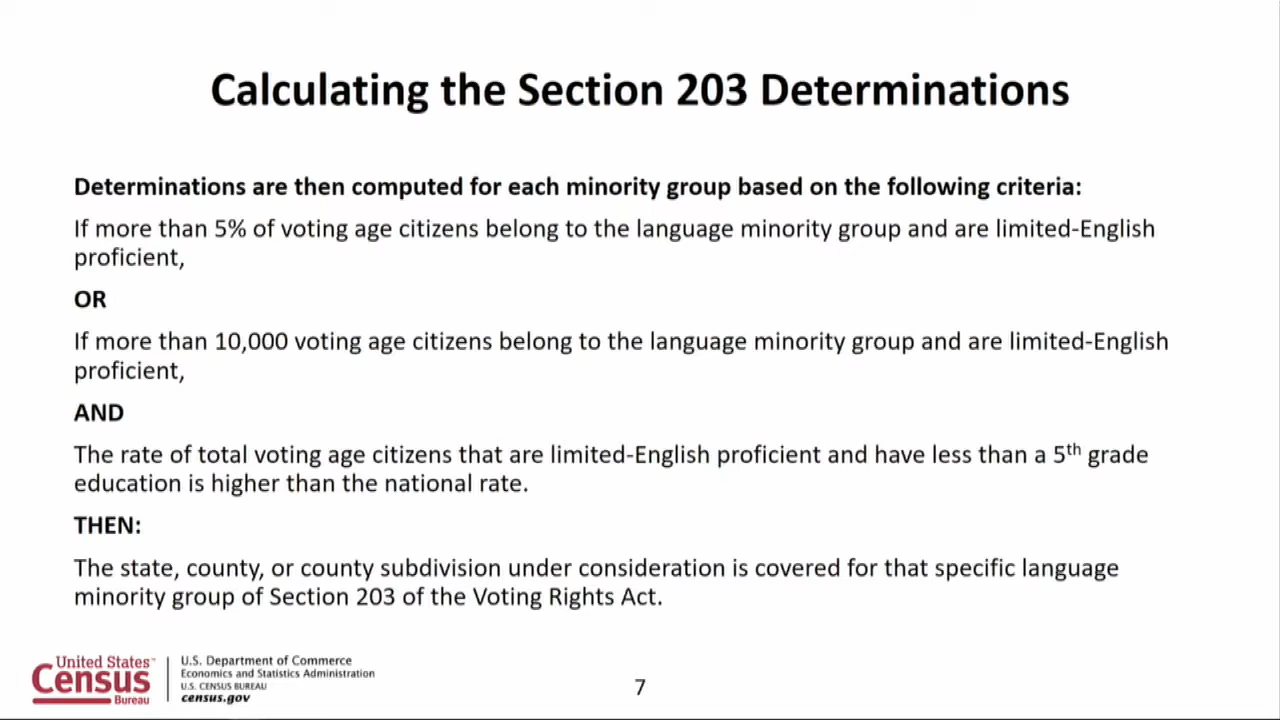 Calculating the Section 203 Determinations
Determinations are then computed for each minority group based on the following criteria:
If more than 5% of voting age citizens belong to the language minority group and are limited-English
proficient,
OR
If more than 10,000 voting age citizens belong to the language minority group and are limited-English
proficient,
AND
The rate of total voting age citizens that are limited-English proficient and have less than a 5th grade
education is higher than the national rate.
THEN:
The state, county, or county subdivision under consideration is covered for that specific language
minority group of Section 203 of the Voting Rights Act.
United States™
Census
Bureau
U.S. Department of Commerce
Economics and Statistics Administration
U.S. CENSUS BUREAU
census.gov
7